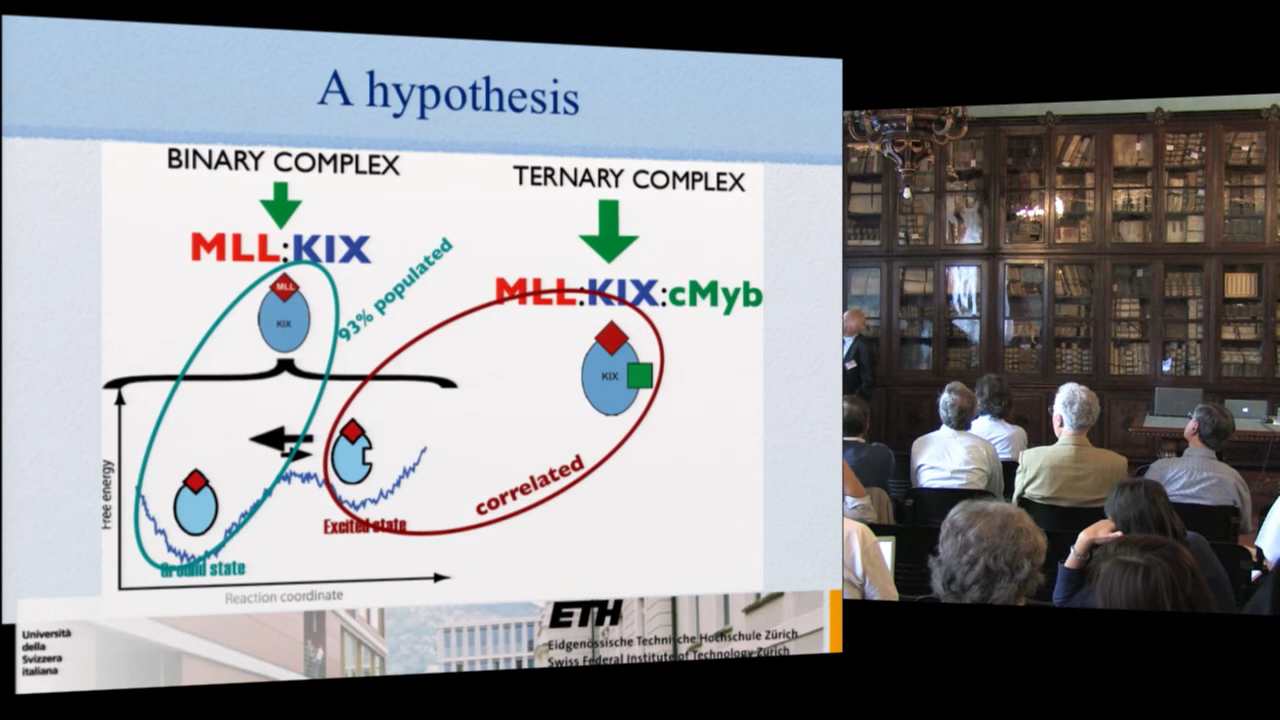 A hypothesis
BINARY COMPLEX
TERNARY COMPLEX
MLL:KIX
MLL:KIX:cMyb
93% populated
MLL
KIX
KIX
correlated
Free energy
Excited state
Ground state
Reaction coordinate
Università
della
Svizzera
italiana
ETH
Eidgenössische Technische Hochschule Zürich
Swiss Federal Institute of Technology Zurich